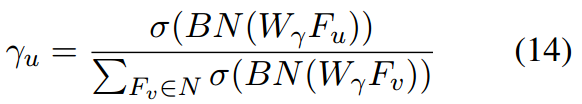 γ_u = σ(BN(W_γ F_u)) / ∑_{F_v∈N} σ(BN(W_γ F_v)) (14)